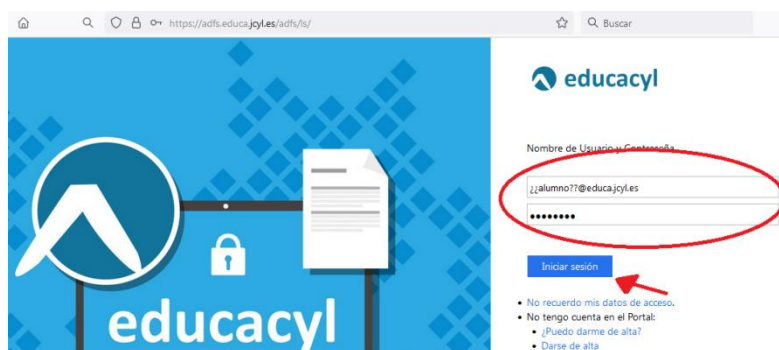 https://adfs.educa.jcyl.es/adfs/ls/
Buscar
educacyl
Nombre de Usuario y Contraseña
¿¿alumno??@educa.jcyl.es
••••••••
Iniciar sesión
No recuerdo mis datos de acceso.
No tengo cuenta en el Portal:
¿Puedo darme de alta?
Darse de alta
educacyl